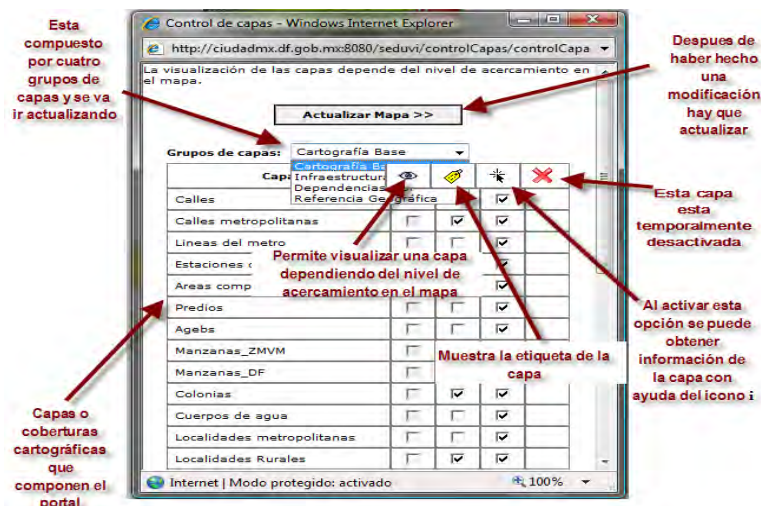 Esta
compuesto
por cuatro
grupos de
capas y se va
ir actualizando
Control de capas - Windows Internet Explorer
http://ciudadmx.df.gob.mx:8080/seduvi/controlCapas/controlCapa
La visualización de las capas depende del nivel de acercamiento en
el mapa.
Actualizar Mapa >>
Despues de
haber hecho
una
modificación
hay que
actualizar
Grupos de capas: Cartografía Base
Cartografía Ba
Infraestructura
Dependencias
Referencia Geográfica
Capa
Calles
Calles metropolitanas
Lineas del metro
Estaciones
Areas comp
Predios
Agebs
Manzanas_ZMVM
Manzanas_DF
Colonias
Cuerpos de agua
Localidades metropolitanas
Localidades Rurales
Permite visualizar una capa
dependiendo del nivel de
acercamiento en el mapa
Muestra la etiqueta de la
capa
Esta capa
esta
temporalmente
desactivada
Al activar esta
opción se puede
obtener
información de
la capa con
ayuda del icono i
Capas o
coberturas
cartográficas
que
componen el
portal
Internet | Modo protegido: activado
100%